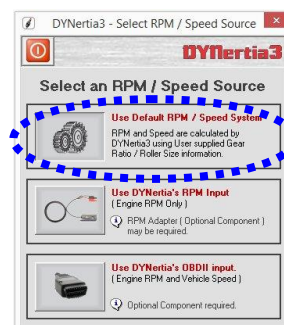 DYNertia3 - Select RPM / Speed Source
DYNertia3
Select an RPM / Speed Source
Use Default RPM / Speed System
RPM and Speed are calculated by
DYNertia3 using User supplied Gear
Ratio / Roller Size information.
Use DYNertia's RPM Input
( Engine RPM Only )
RPM Adapter ( Optional Component )
may be required.
Use DYNertia's OBDII input.
( Engine RPM and Vehicle Speed )
Optional Component required.